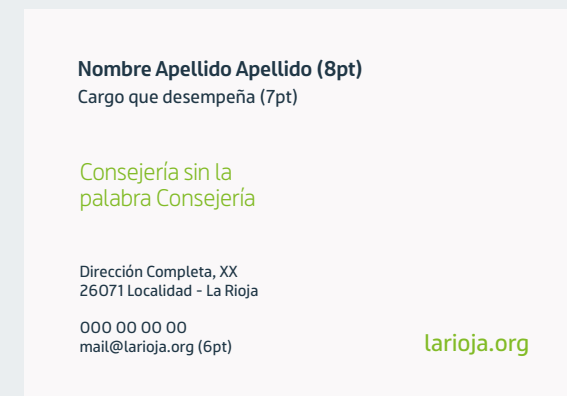 Nombre Apellido Apellido (8pt)
Cargo que desempeña (7pt)
Consejería sin la
palabra Consejería
Dirección Completa, XX
26071 Localidad - La Rioja
000 00 00 00
mail@larioja.org (6pt)
larioja.org